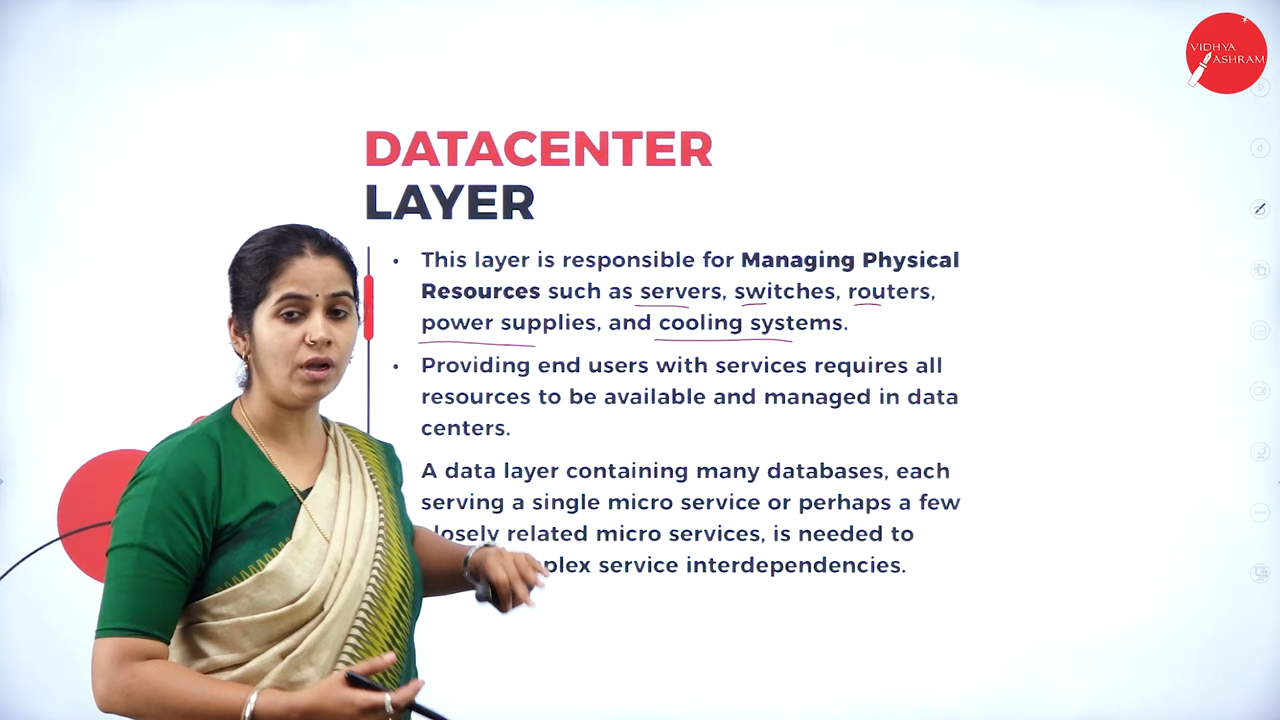 VIDHYA
ASHRAM
DATACENTER
LAYER
• This layer is responsible for Managing Physical
Resources such as servers, switches, routers,
power supplies, and cooling systems.
• Providing end users with services requires all
resources to be available and managed in data
centers.
A data layer containing many databases, each
serving a single micro service or perhaps a few
related micro services, is needed to
service interdependencies.